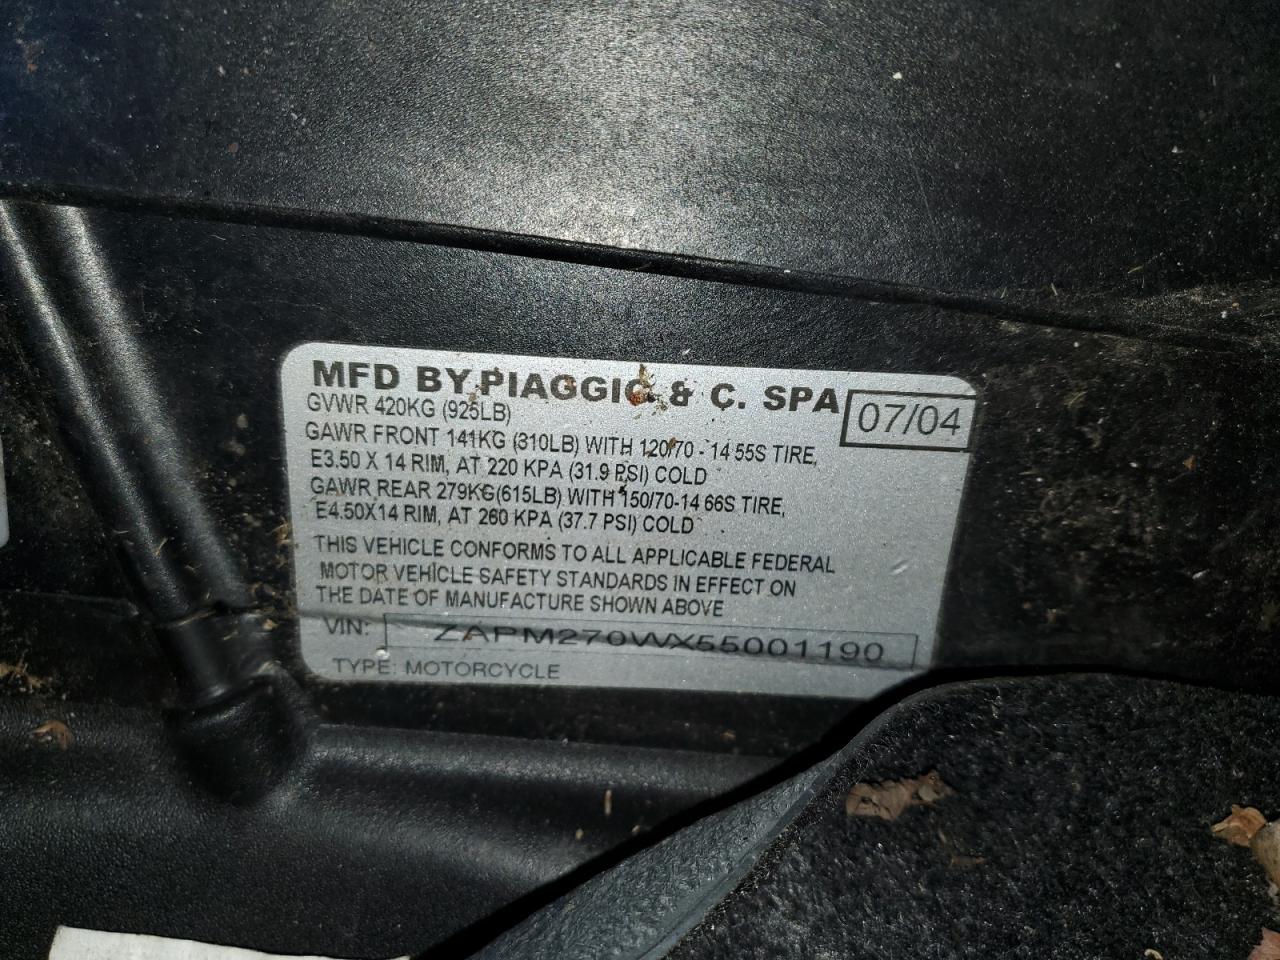 MFD BY PIAGGIO & C. SPA 07/04
GVWR 420KG (925LB)
GAWR FRONT 141KG (310LB) WITH 120/70 - 14 55S TIRE,
E3.50 X 14 RIM, AT 220 KPA (31.9 PSI) COLD
GAWR REAR 279KG(615LB) WITH 150/70-14 66S TIRE,
E4.50X14 RIM, AT 260 KPA (37.7 PSI) COLD
THIS VEHICLE CONFORMS TO ALL APPLICABLE FEDERAL
MOTOR VEHICLE SAFETY STANDARDS IN EFFECT ON
THE DATE OF MANUFACTURE SHOWN ABOVE
VIN: ZAPM270WX55001190
TYPE: MOTORCYCLE